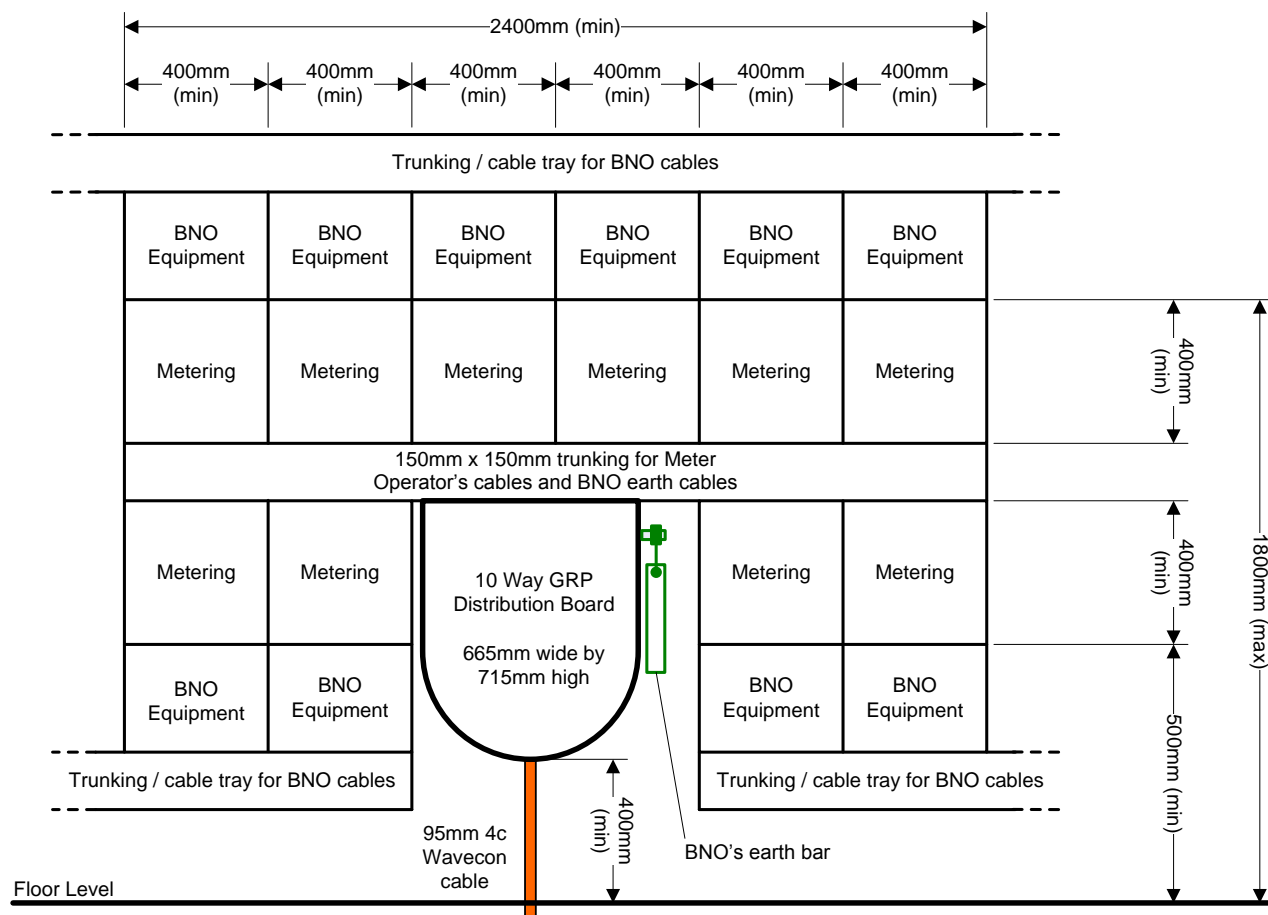 2400mm (min)
400mm
(min)
400mm
(min)
400mm
(min)
400mm
(min)
400mm
(min)
400mm
(min)
Trunking / cable tray for BNO cables
BNO
Equipment
BNO
Equipment
BNO
Equipment
BNO
Equipment
BNO
Equipment
BNO
Equipment
Metering
Metering
Metering
Metering
Metering
Metering
400mm
(min)
150mm x 150mm trunking for Meter
Operator's cables and BNO earth cables
Metering
Metering
10 Way GRP
Distribution Board
665mm wide by
715mm high
Metering
Metering
400mm
(min)
1800mm (max)
BNO
Equipment
BNO
Equipment
BNO
Equipment
BNO
Equipment
500mm (min)
Trunking / cable tray for BNO cables
Trunking / cable tray for BNO cables
400mm
(min)
95mm 4c
Wavecon
cable
BNO's earth bar
Floor Level